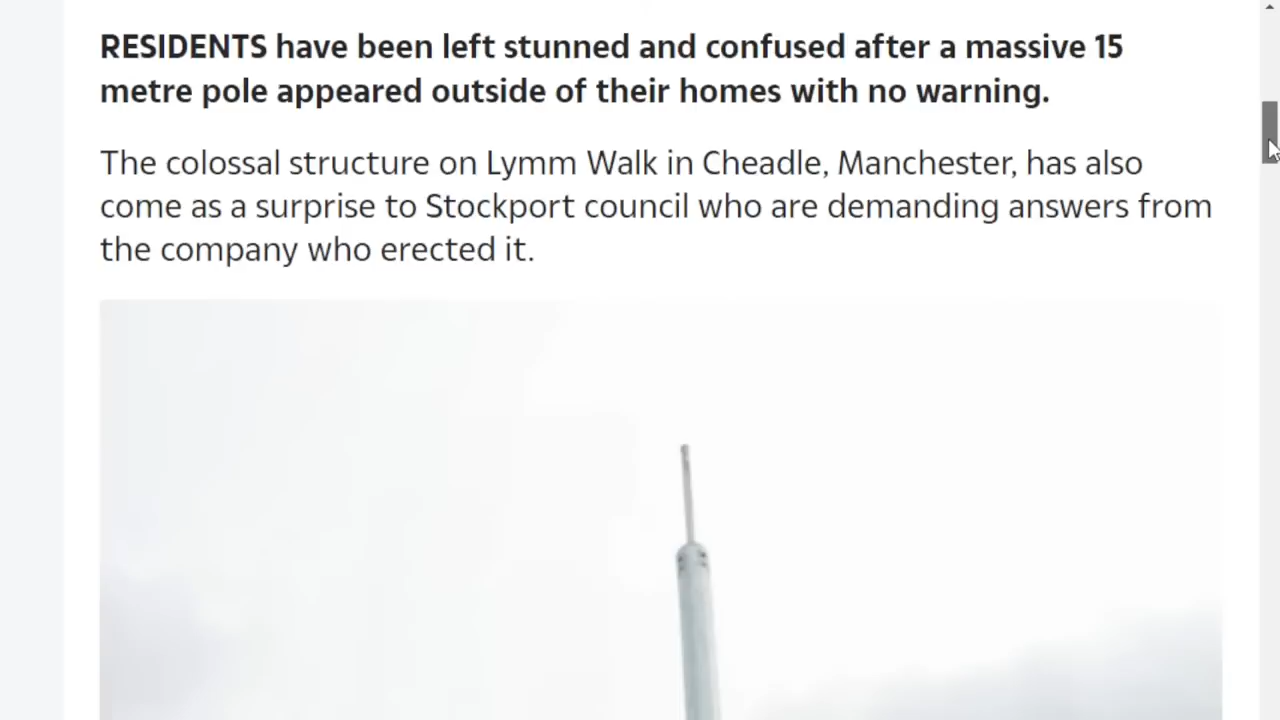 RESIDENTS have been left stunned and confused after a massive 15
metre pole appeared outside of their homes with no warning.
The colossal structure on Lymm Walk in Cheadle, Manchester, has also
come as a surprise to Stockport council who are demanding answers from
the company who erected it.